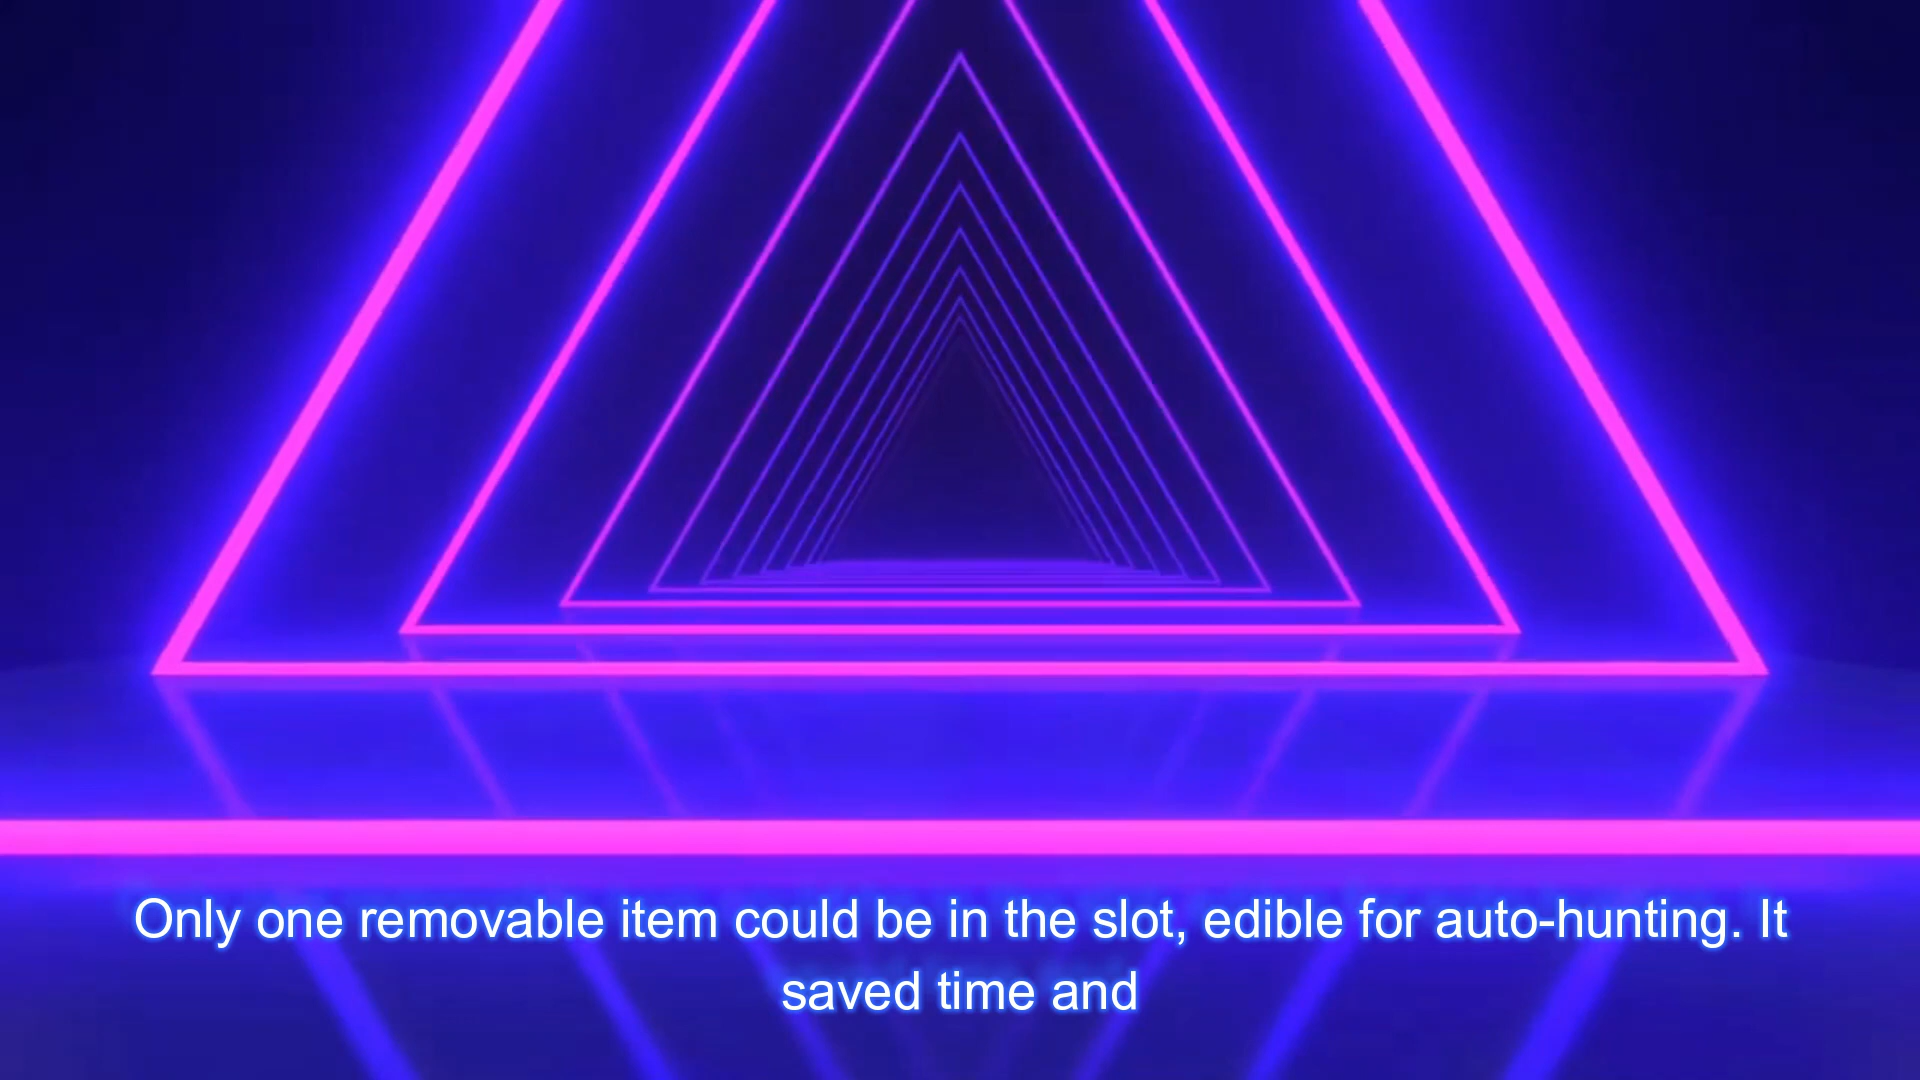 Only one removable item could be in the slot, edible for auto-hunting. It
saved time and